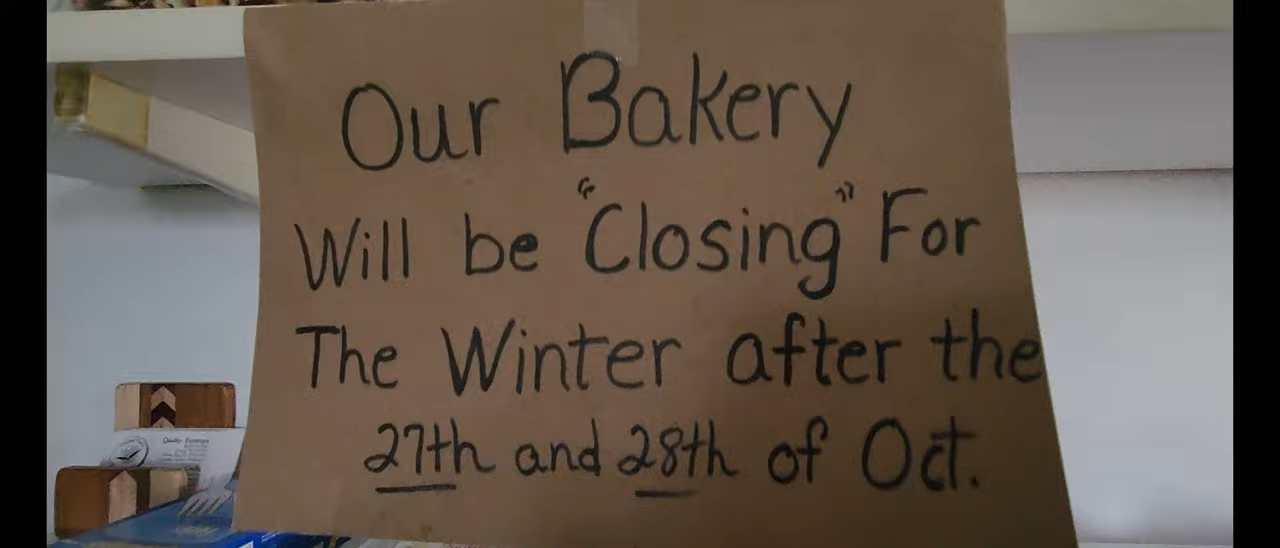 Our Bakery
Will be "Closing" For
The Winter after the
27th and 28th of Oct.